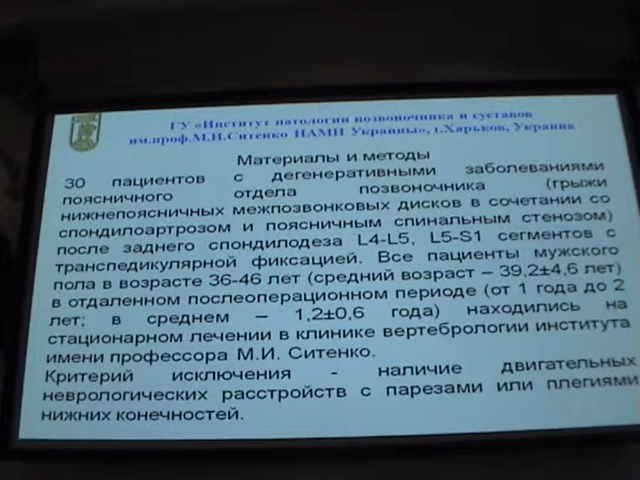 ГУ «Институт патологии позвоночника и суставов
им.проф.М.И.Ситенко НАМН Украины», г.Харьков, Украина
Материалы и методы
30 пациентов с дегенеративными заболеваниями
поясничного отдела позвоночника (грыжи
нижнепоясничных межпозвонковых дисков в сочетании со
спондилоартрозом и поясничным спинальным стенозом)
после заднего спондилодеза L4-L5, L5-S1 сегментов с
транспедикулярной фиксацией. Все пациенты мужского
пола в возрасте 36-46 лет (средний возраст – 39,2±4,6 лет)
в отдаленном послеоперационном периоде (от 1 года до 2
лет; в среднем – 1,2±0,6 года) находились на
стационарном лечении в клинике вертебрологии института
имени профессора М.И. Ситенко.
Критерий исключения - наличие двигательных
неврологических расстройств с парезами или плегиями
нижних конечностей.